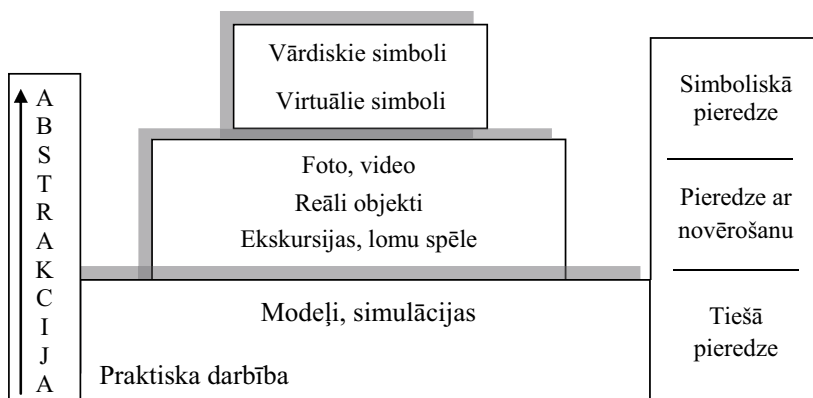 A
B
S
T
R
A
K
C
I
J
A
Vārdiskie simboli
Virtuālie simboli
Foto, video
Reāli objekti
Ekskursijas, lomu spēle
Modeļi, simulācijas
Praktiska darbība
Simboliskā
pieredze
Pieredze ar
novērošanu
Tiešā
pieredze